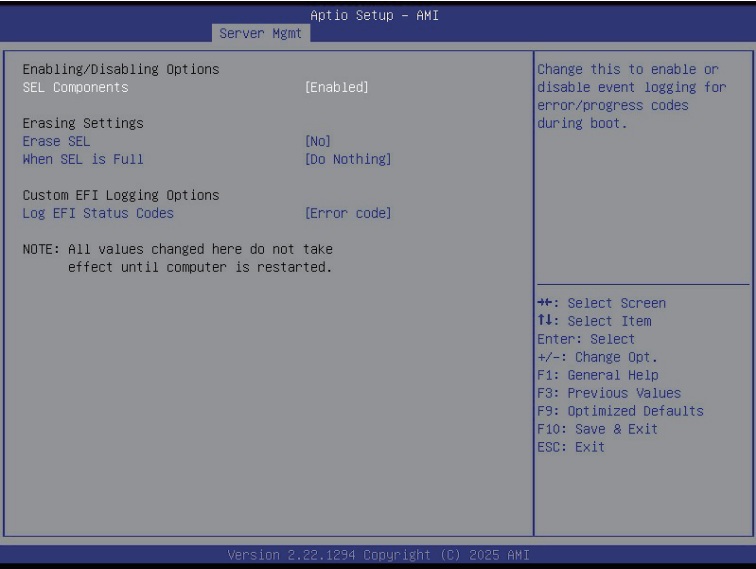 Aptio Setup – AMI
Server Mgmt
Enabling/Disabling Options
SEL Components [Enabled]
Erasing Settings
Erase SEL [No]
When SEL is Full [Do Nothing]
Custom EFI Logging Options
Log EFI Status Codes [Error code]
NOTE: All values changed here do not take
effect until computer is restarted.
Change this to enable or
disable event logging for
error/progress codes
during boot.
→←: Select Screen
↑↓: Select Item
Enter: Select
+/-: Change Opt.
F1: General Help
F3: Previous Values
F9: Optimized Defaults
F10: Save & Exit
ESC: Exit
Version 2.22.1294 Copyright (C) 2025 AMI